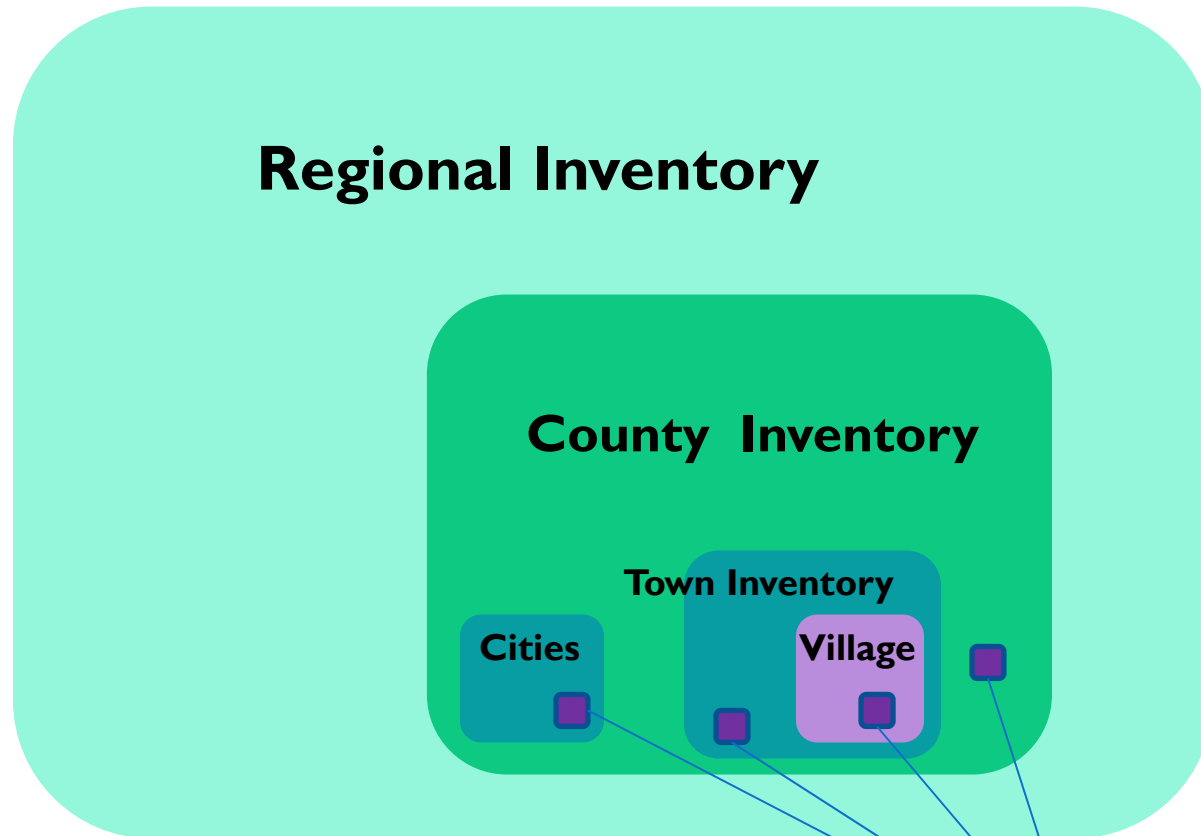 Regional Inventory
County Inventory
Town Inventory
Cities
Village